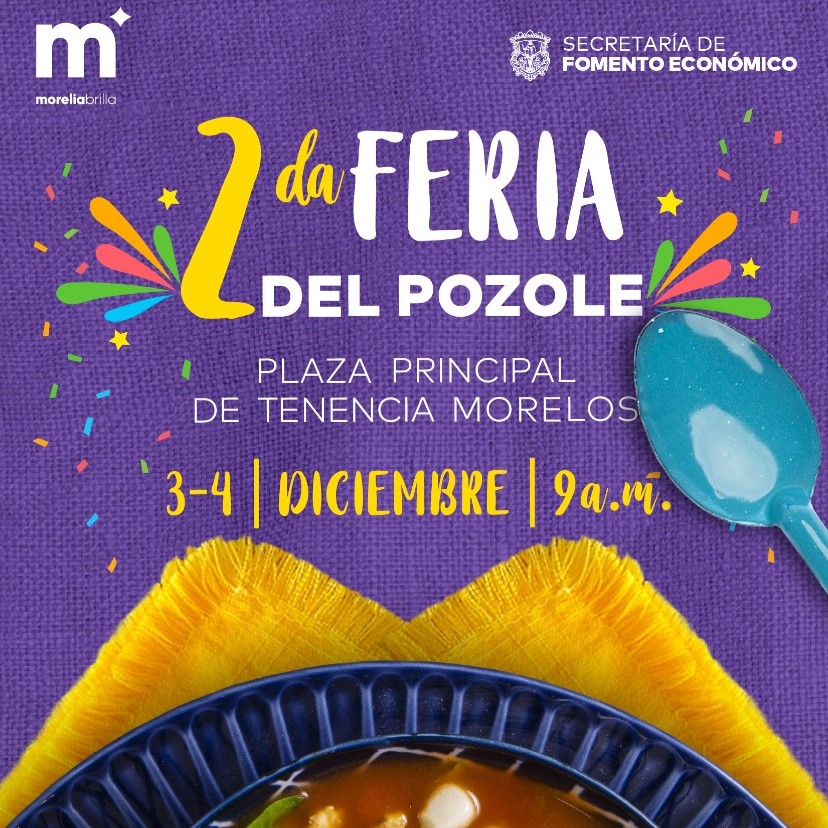 m
moreliabrilla
SECRETARÍA DE
FOMENTO ECONÓMICO
2da FERIA
DEL POZOLE
PLAZA PRINCIPAL
DE TENENCIA MORELOS
3-4 | DICIEMBRE | 9a.m.